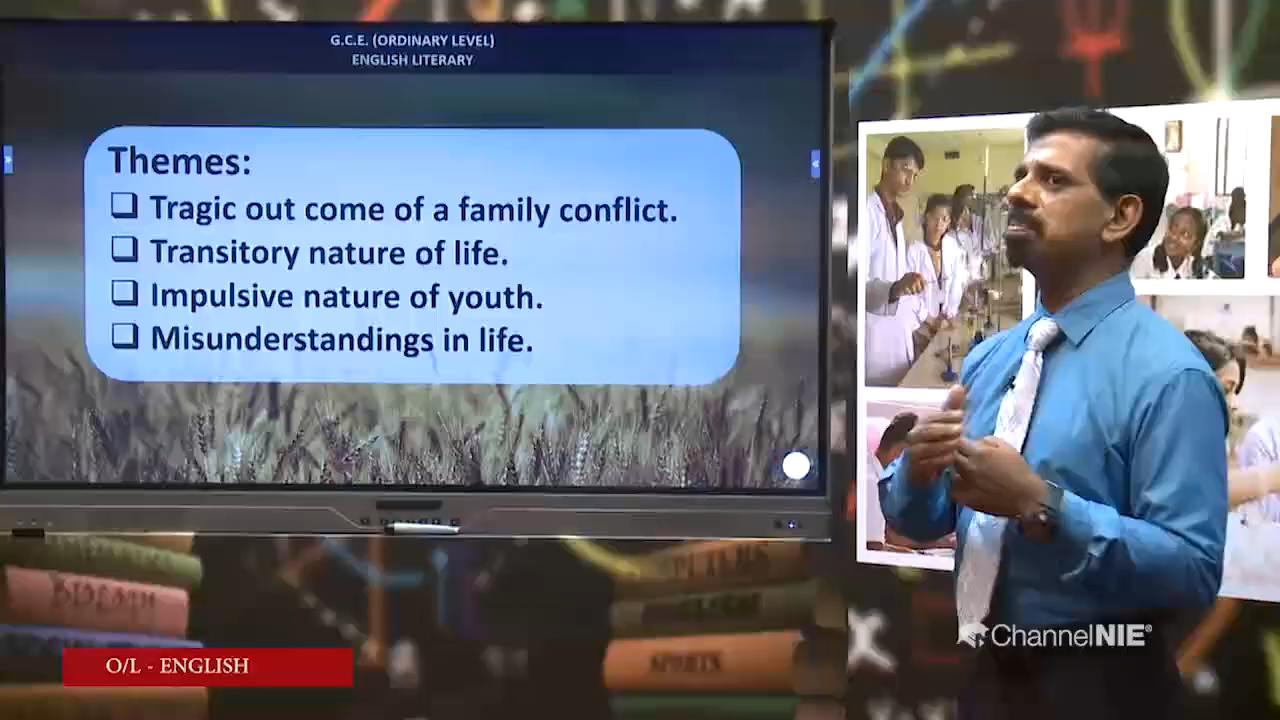 G.C.E. (ORDINARY LEVEL)
ENGLISH LITERARY
Themes:
❑ Tragic out come of a family conflict.
❑ Transitory nature of life.
❑ Impulsive nature of youth.
❑ Misunderstandings in life.
SPORTS
ChannelNIE®
O/L - ENGLISH